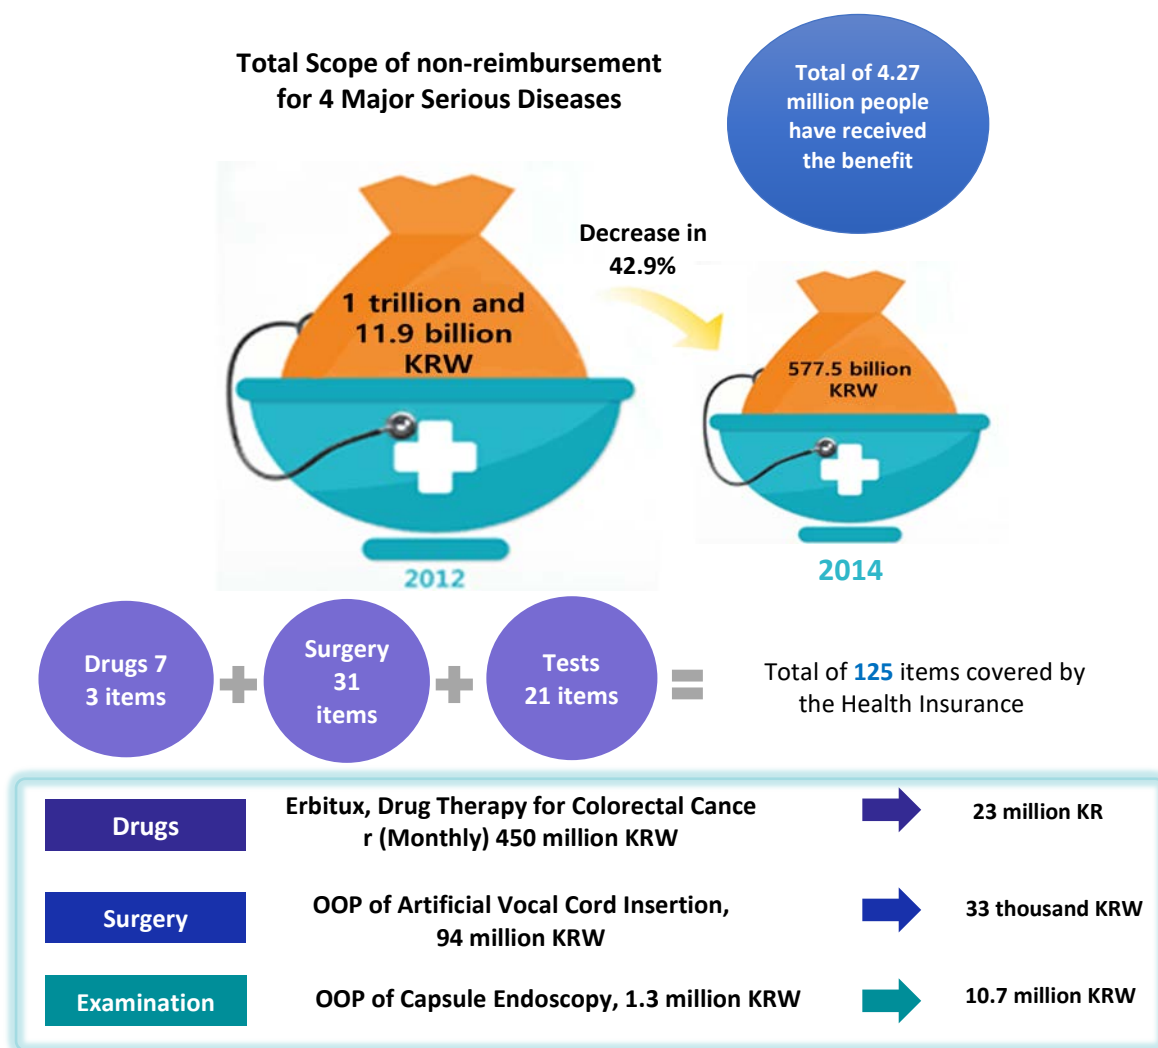 Total Scope of non-reimbursement
for 4 Major Serious Diseases
Total of 4.27
million people
have received
the benefit
Decrease in
42.9%
1 trillion and
11.9 billion
KRW
577.5 billion
KRW
2012
2014
Drugs 7
3 items
Surgery
31
items
Tests
21 items
Total of 125 items covered by
the Health Insurance
Drugs
Erbitux, Drug Therapy for Colorectal Cance
r (Monthly) 450 million KRW
23 million KR
Surgery
OOP of Artificial Vocal Cord Insertion,
94 million KRW
33 thousand KRW
Examination
OOP of Capsule Endoscopy, 1.3 million KRW
10.7 million KRW